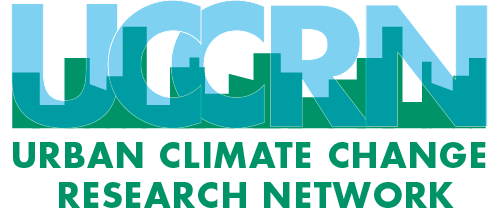 UCCRN
URBAN CLIMATE CHANGE
RESEARCH NETWORK